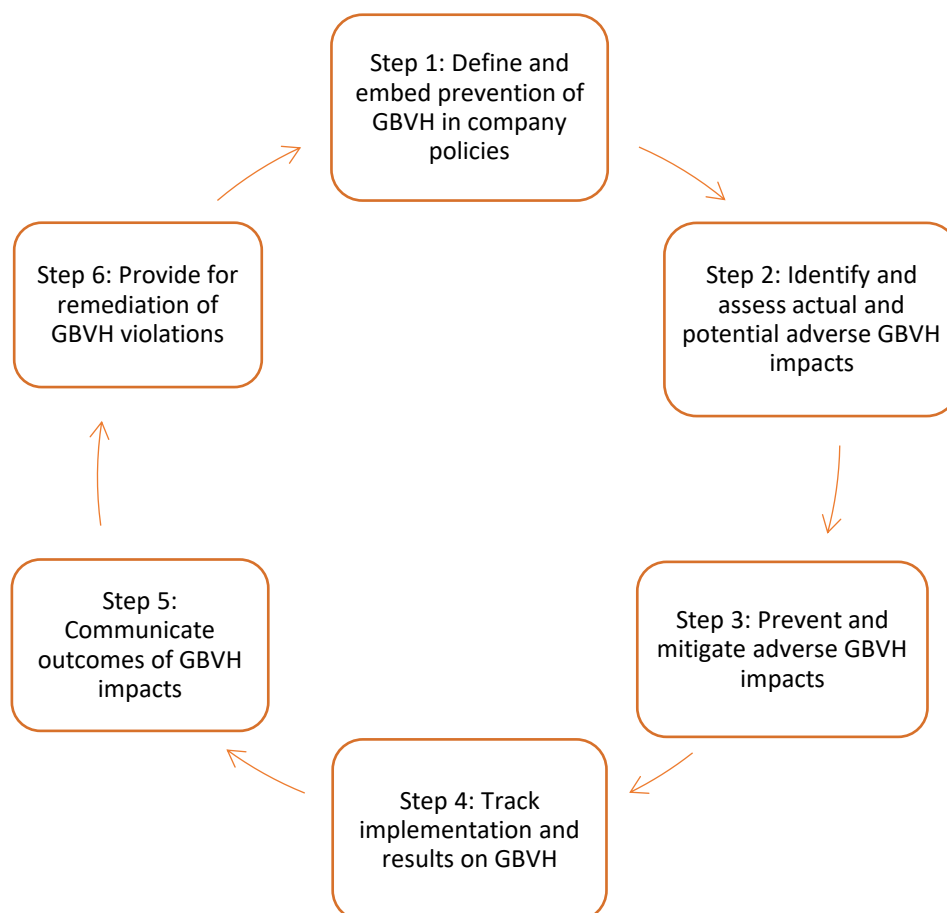 Step 1: Define and
embed prevention of
GBVH in company
policies
Step 2: Identify and
assess actual and
potential adverse GBVH
impacts
Step 3: Prevent and
mitigate adverse GBVH
impacts
Step 4: Track
implementation and
results on GBVH
Step 5:
Communicate
outcomes of GBVH
impacts
Step 6: Provide for
remediation of
GBVH violations